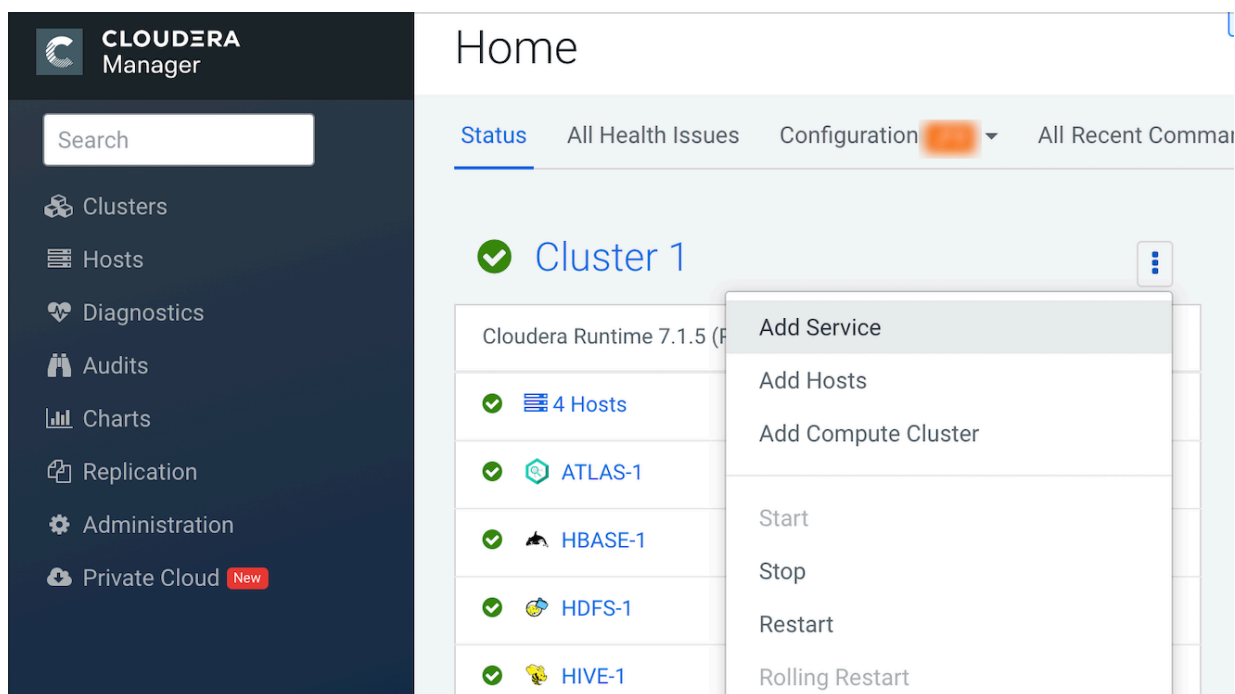 CLOUDERA
Manager
Search
Clusters
Hosts
Diagnostics
Audits
Charts
Replication
Administration
Private Cloud New
Home
Status All Health Issues Configuration All Recent
Cluster 1
Cloudera Runtime 7.1.5
4 Hosts
ATLAS-1
HBASE-1
HDFS-1
HIVE-1
Add Service
Add Hosts
Add Compute Cluster
Start
Stop
Restart
Rolling Restart